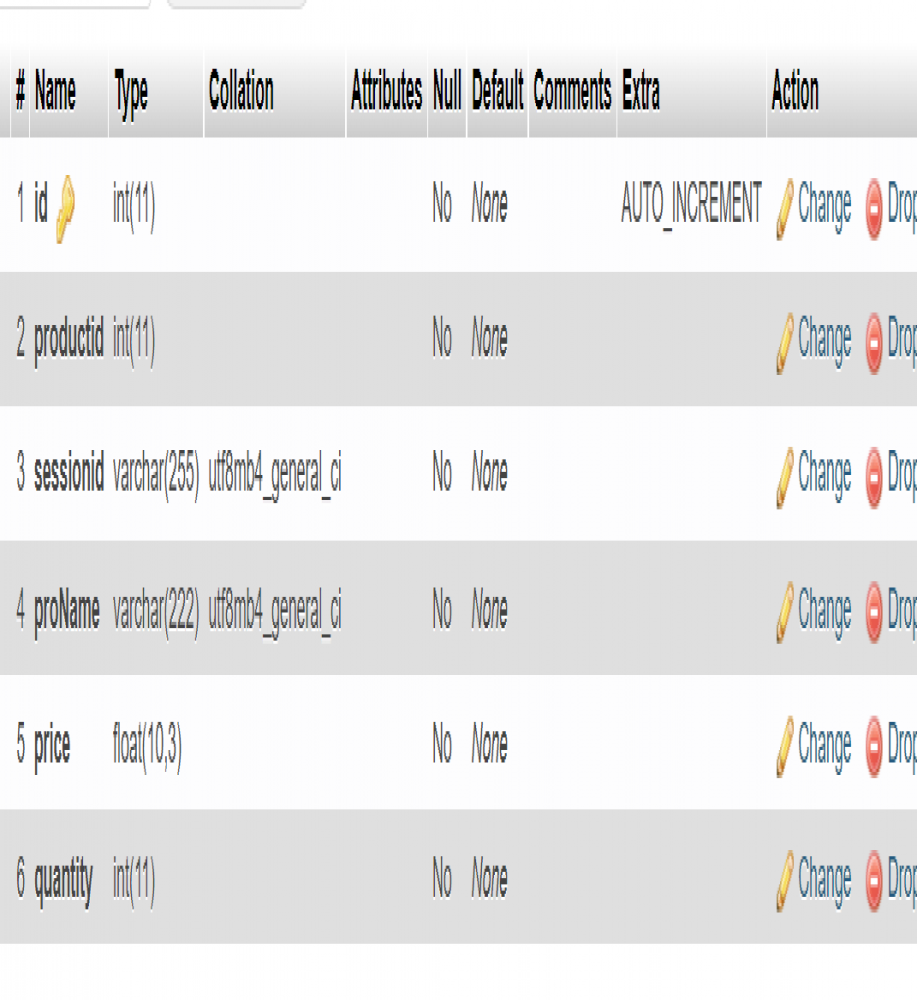 # Name Type Collation Attributes Null Default Comments Extra Action
1 id int(11) No None AUTO_INCREMENT Change Drop
2 productid int(11) No None Change Drop
3 sessionid varchar(255) utf8mb4_general_ci No None Change Drop
4 proName varchar(222) utf8mb4_general_ci No None Change Drop
5 price float(10,3) No None Change Drop
6 quantity int(11) No None Change Drop